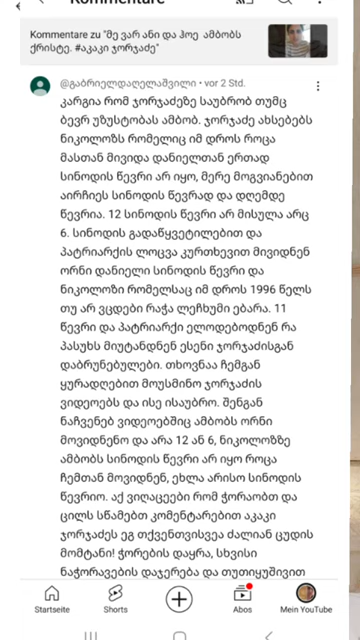 Kommentare
Kommentare zu "მე ვარ ანი და ჰოე ამბობს
ქრისტე. #აკაკი ჯორჯაძე"
@გაბრიელდაღელაშვილი • vor 2 Std.
კარგია რომ ჯორჯაძეზე საუბრობ თუმც
ბევრ უზუსტობას ამბობ. ჯორჯაძე ახსებებს
ნიკოლოზს რომელიც იმ დროს როცა
მასთან მივიდა დანიელთან ერთად
სინოდის წევრი არ იყო, მერე მოგვიანებით
აირჩიეს სინოდის წევრად და დღემდე
წევრია. 12 სინოდის წევრი არ მისულა არც
6. სინოდის გადაწყვეტილებით და
პატრიარქის ლოცვა კურთხევით მივიდნენ
ორნი დანიელი სინოდის წევრი და
ნიკოლოზი რომელსაც იმ დროს 1996 წელს
თუ არ ვცდები რაჭა ლეჩხუმი ებარა. 11
წევრი და პატრიარქი ელოდებოდნენ რა
პასუხს მიუტანდნენ ესენი ჯორჯაძისგან
დაბრუნებულები. თხოვნაა ჩემგან
ყურადღებით მოუსმინო ჯორჯაძის
ვიდეოებს და ისე ისაუბრო. შენგან
ნაჩვენებ ვიდეოებშიც ამბობს ორნი
მოვიდნენო და არა 12 ან 6, ნიკოლოზზე
ამბობს სინოდის წევრი არ იყო როცა
ჩემთან მოვიდნენ, ეხლა არისო სინოდის
წევრიო. აქ ვიღაცეები რომ ჭორაობთ და
ცილს სწამებთ კომენტარებით აკაკი
ჯორჯაძეს ეგ თქვენთვისვეა ძალიან ცუდის
მომტანი! ჭორების დაყრა, სხვისი
ნაჭორავების დაჯერება და თუთიყუშივით
Startseite
Shorts
Abos
Mein YouTube